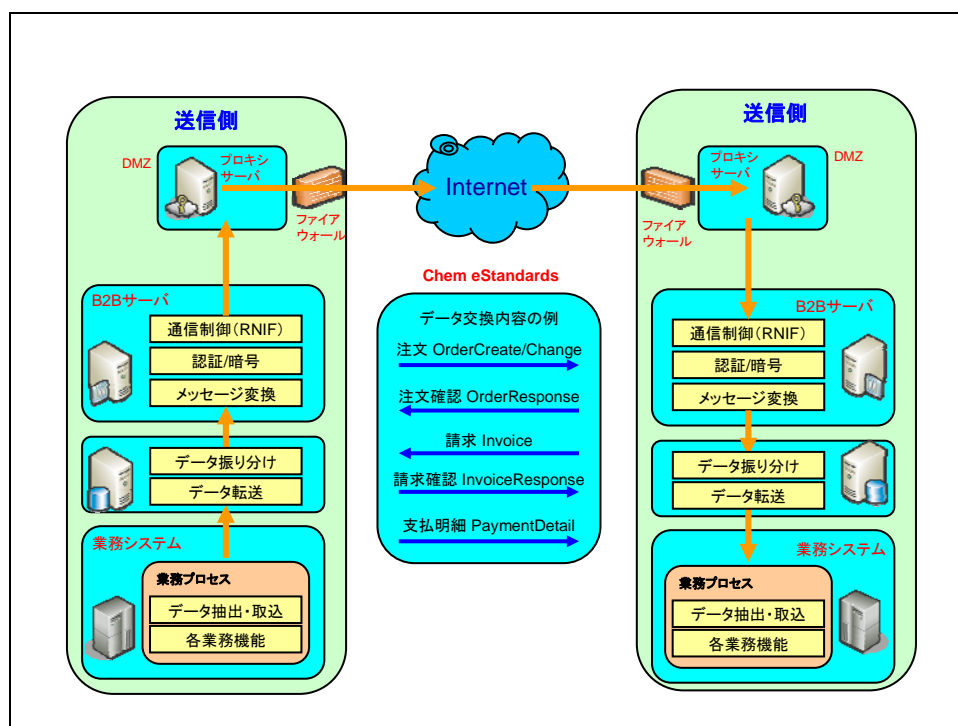 送信側
DMZ
プロキシ
サーバ
ファイア
ウォール
B2Bサーバ
通信制御(RNIF)
認証/暗号
メッセージ変換
データ振り分け
データ転送
業務システム
業務プロセス
データ抽出・取込
各業務機能
Internet
Chem eStandards
データ交換内容の例
注文 OrderCreate/Change
注文確認 OrderResponse
請求 Invoice
請求確認 InvoiceResponse
支払明細 PaymentDetail
送信側
プロキシ
サーバ
DMZ
ファイア
ウォール
B2Bサーバ
通信制御(RNIF)
認証/暗号
メッセージ変換
データ振り分け
データ転送
業務システム
業務プロセス
データ抽出・取込
各業務機能